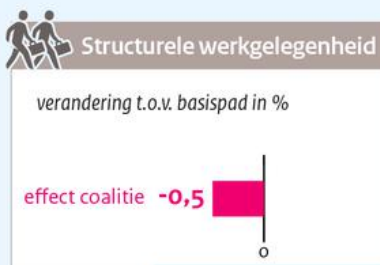 Structurele werkgelegenheid
verandering t.o.v. basispad in %
effect coalitie -0,5
0